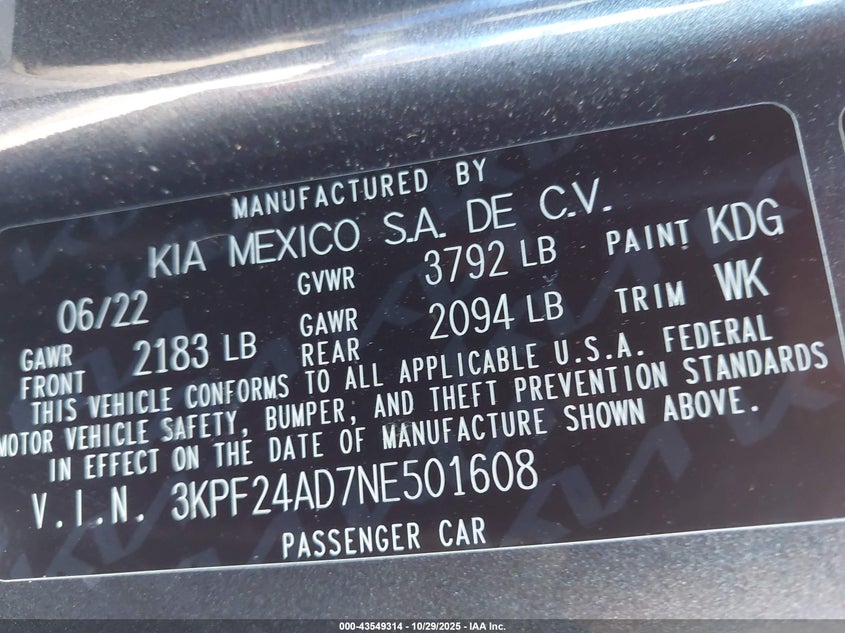 MANUFACTURED BY
KIA MEXICO S.A. DE C.V.
06/22 GVWR 3792 LB PAINT KDG
GAWR FRONT 2183 LB GAWR REAR 2094 LB TRIM WK
THIS VEHICLE CONFORMS TO ALL APPLICABLE U.S.A. FEDERAL
MOTOR VEHICLE SAFETY, BUMPER, AND THEFT PREVENTION STANDARDS
IN EFFECT ON THE DATE OF MANUFACTURE SHOWN ABOVE.
V.I.N. 3KPF24AD7NE501608
PASSENGER CAR
000-43549314 - 10/29/2025 - IAA Inc.